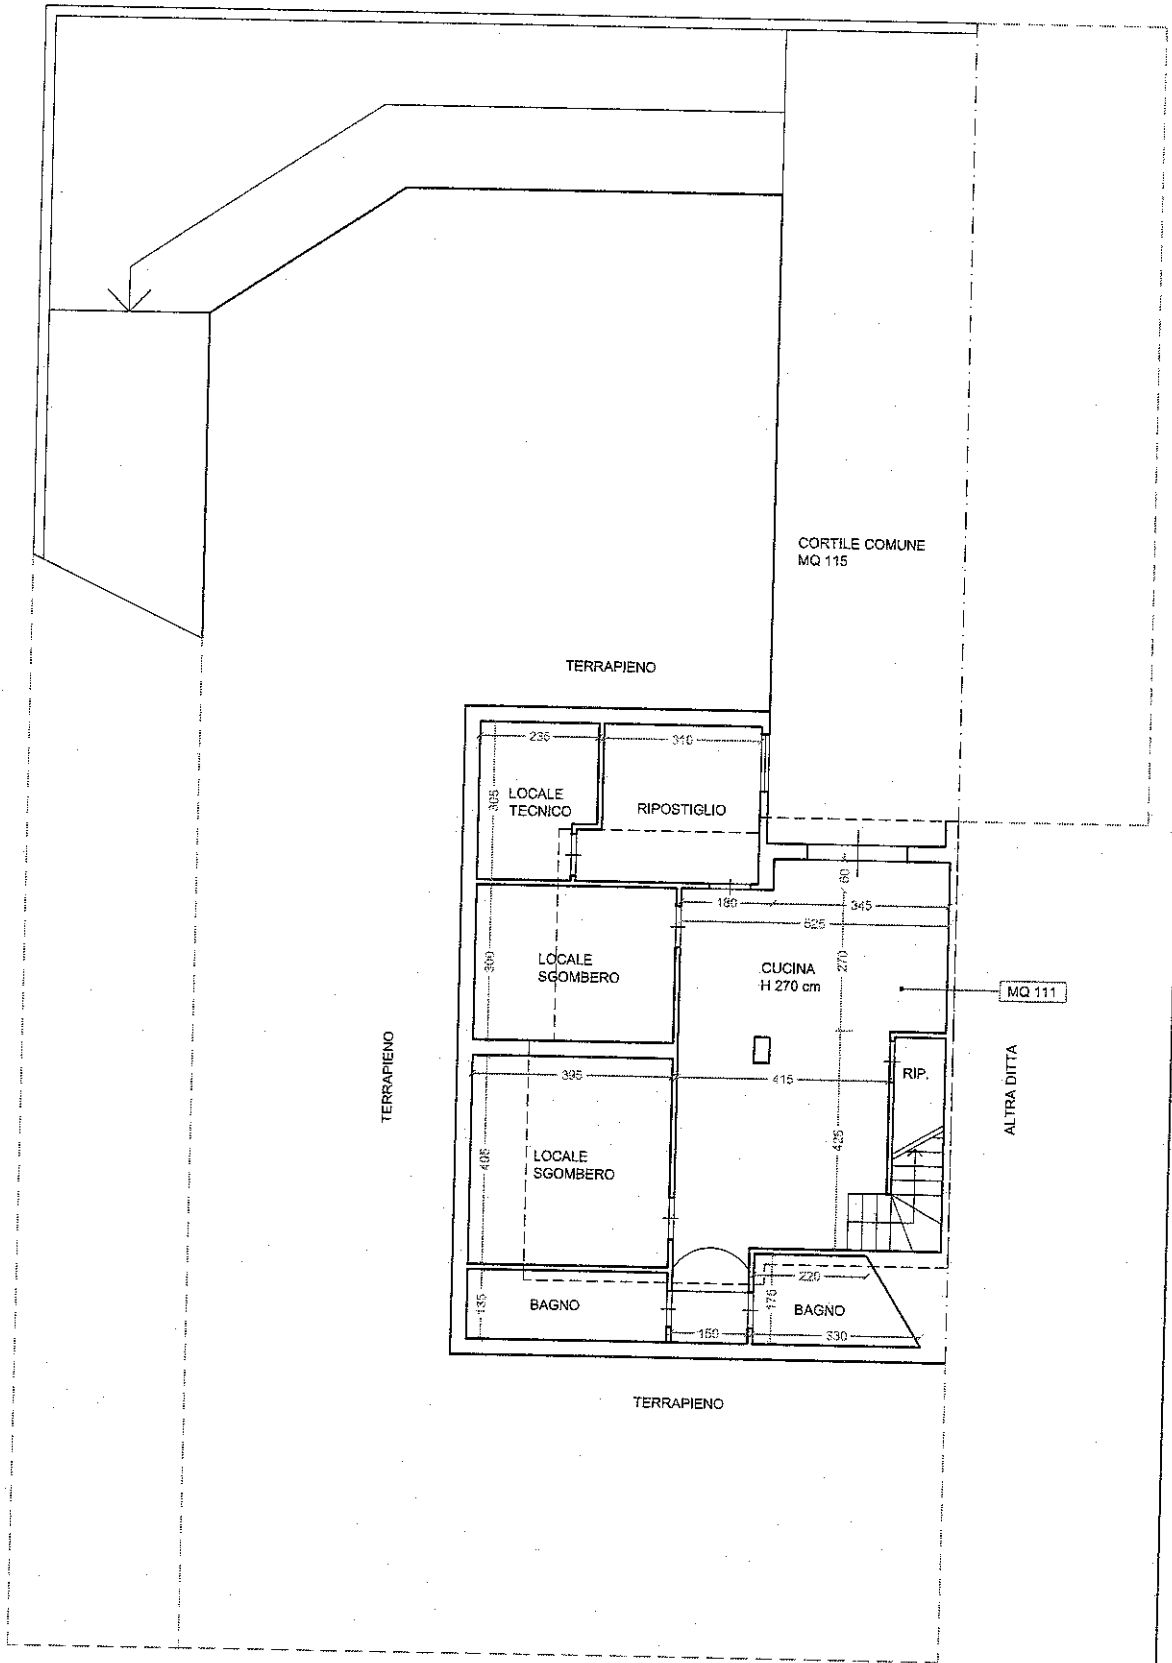 CORTILE COMUNE
MQ 115
TERRAPIENO
235
310
305
LOCALE
TECNICO
RIPOSTIGLIO
60
180
345
525
300
LOCALE
SGOMBERO
270
CUCINA
H 270 cm
MQ 111
TERRAPIENO
ALTRA DITTA
RIP.
395
415
405
425
LOCALE
SGOMBERO
135
BAGNO
220
175
BAGNO
150
330
TERRAPIENO